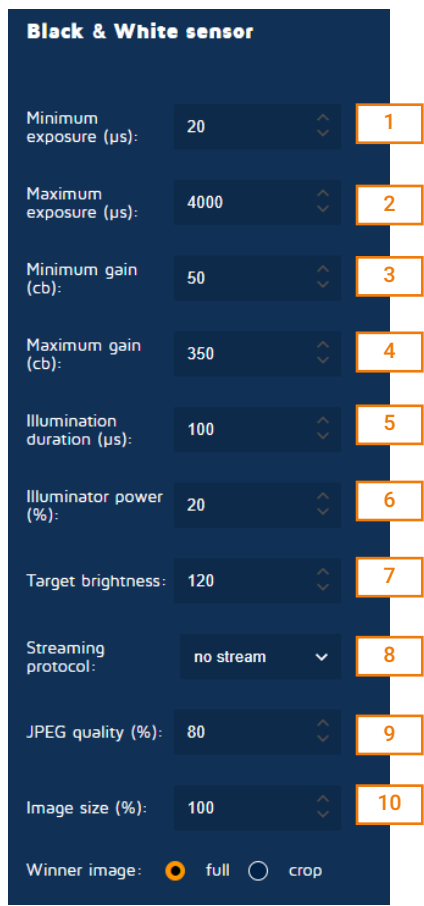 Black & White sensor
Minimum
exposure (µs):
20
1
Maximum
exposure (µs):
4000
2
Minimum gain
(cb):
50
3
Maximum gain
(cb):
350
4
Illumination
duration (µs):
100
5
Illuminator power
(%):
20
6
Target brightness:
120
7
Streaming
protocol:
no stream
8
JPEG quality (%):
80
9
Image size (%):
100
10
Winner image: full crop